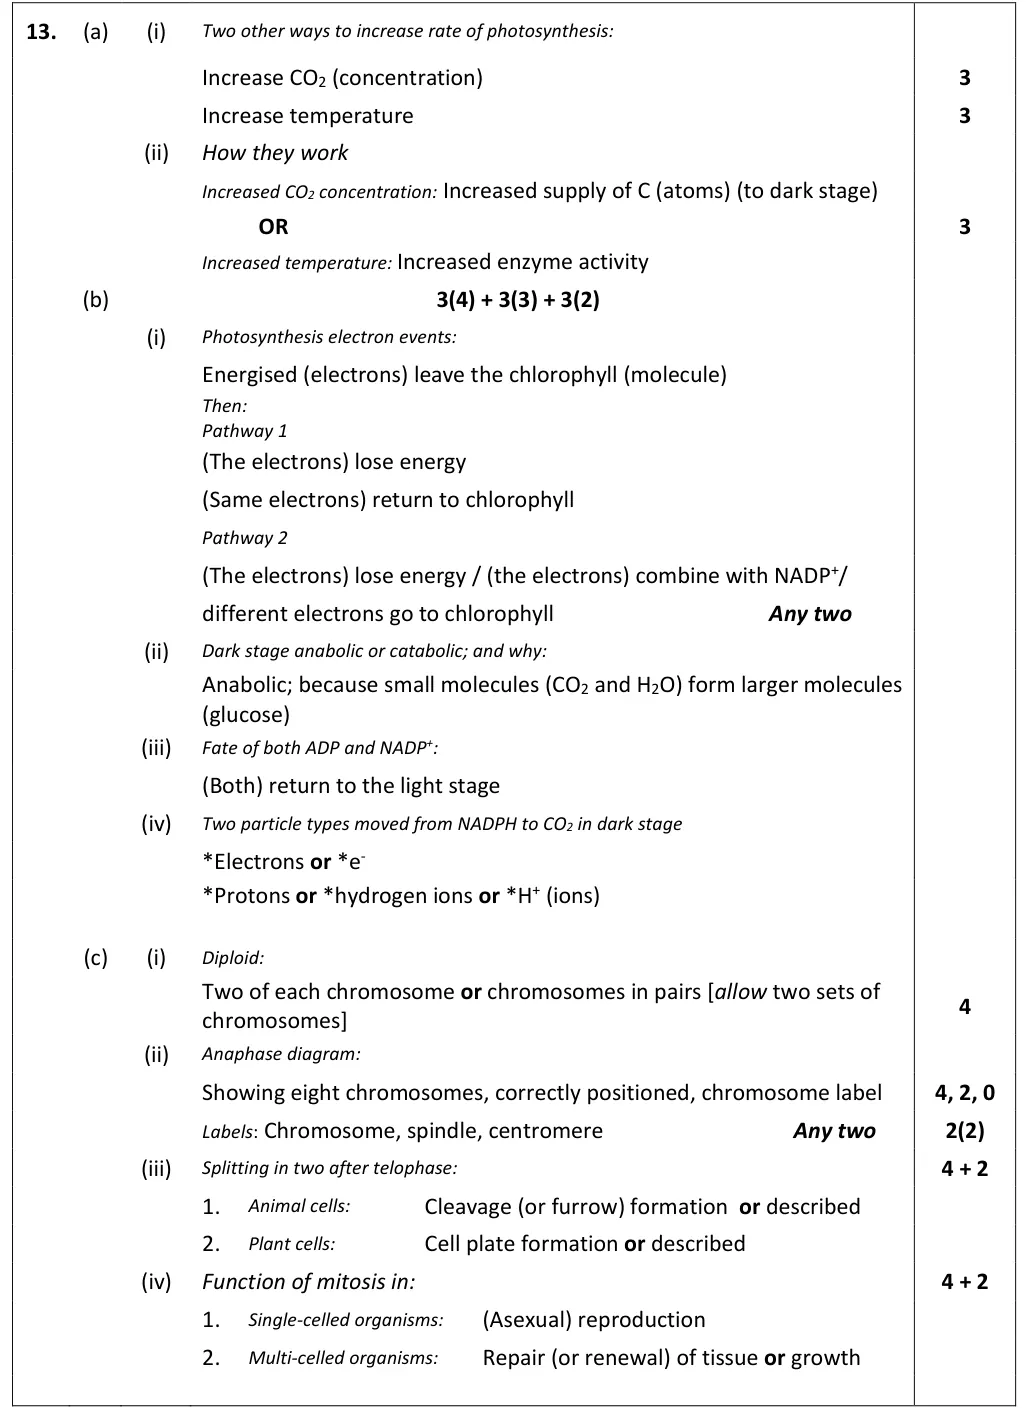 13. (a) (i) Two other ways to increase rate of photosynthesis:
Increase CO₂ (concentration) 3
Increase temperature 3
(ii) How they work
Increased CO₂ concentration: Increased supply of C (atoms) (to dark stage)
OR 3
Increased temperature: Increased enzyme activity
(b) 3(4) + 3(3) + 3(2)
(i) Photosynthesis electron events:
Energised (electrons) leave the chlorophyll (molecule)
Then:
Pathway 1
(The electrons) lose energy
(Same electrons) return to chlorophyll
Pathway 2
(The electrons) lose energy / (the electrons) combine with NADP⁺/
different electrons go to chlorophyll Any two
(ii) Dark stage anabolic or catabolic; and why:
Anabolic; because small molecules (CO₂ and H₂O) form larger molecules
(glucose)
(iii) Fate of both ADP and NADP⁺:
(Both) return to the light stage
(iv) Two particle types moved from NADPH to CO₂ in dark stage
*Electrons or *e⁻
*Protons or *hydrogen ions or *H⁺ (ions)
(c) (i) Diploid:
Two of each chromosome or chromosomes in pairs [allow two sets of
chromosomes] 4
(ii) Anaphase diagram:
Showing eight chromosomes, correctly positioned, chromosome label 4, 2, 0
Labels: Chromosome, spindle, centromere Any two 2(2)
(iii) Splitting in two after telophase: 4 + 2
1. Animal cells: Cleavage (or furrow) formation or described
2. Plant cells: Cell plate formation or described
(iv) Function of mitosis in: 4 + 2
1. Single-celled organisms: (Asexual) reproduction
2. Multi-celled organisms: Repair (or renewal) of tissue or growth